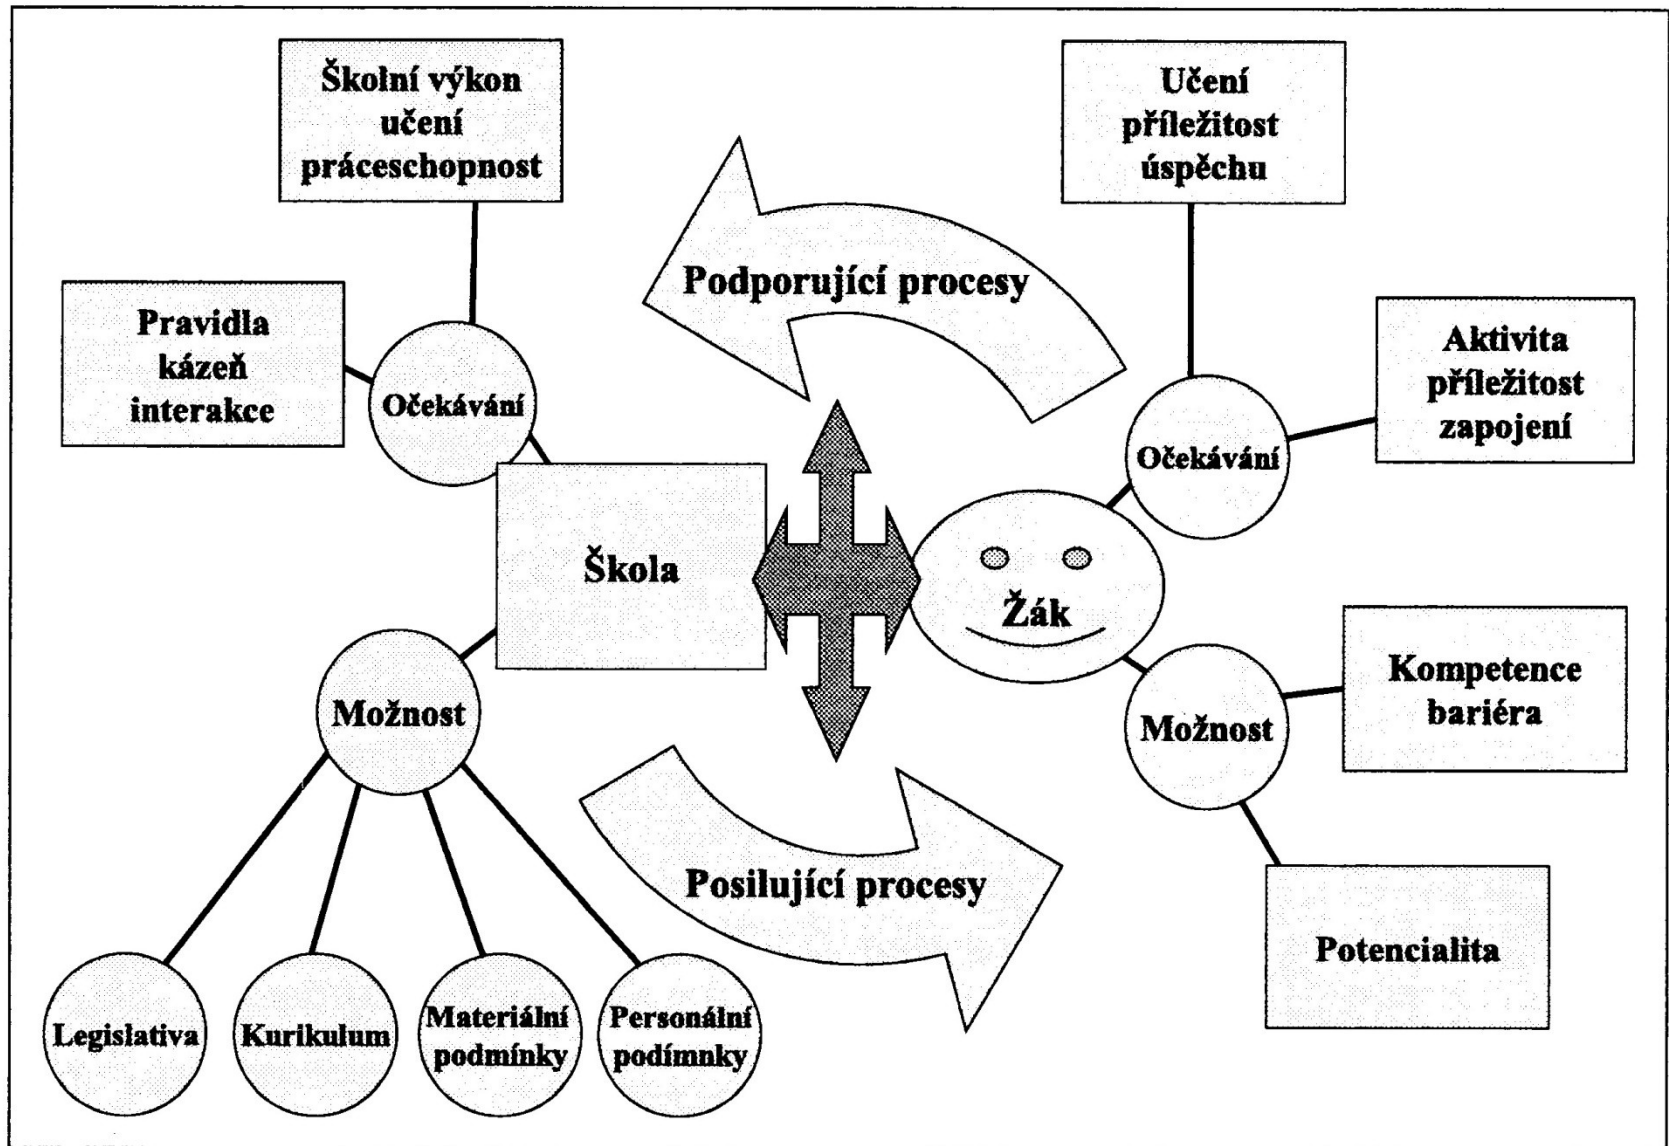 Školní výkon
učení
práceschopnost
Učení
příležitost
úspěchu
Podporující procesy
Pravidla
kázeň
interakce
Očekávání
Aktivita
příležitost
zapojení
Očekávání
Škola
Žák
Možnost
Možnost
Kompetence
bariéra
Posilující procesy
Potencialita
Legislativa
Kurikulum
Materiální
podmínky
Personální
podímnky